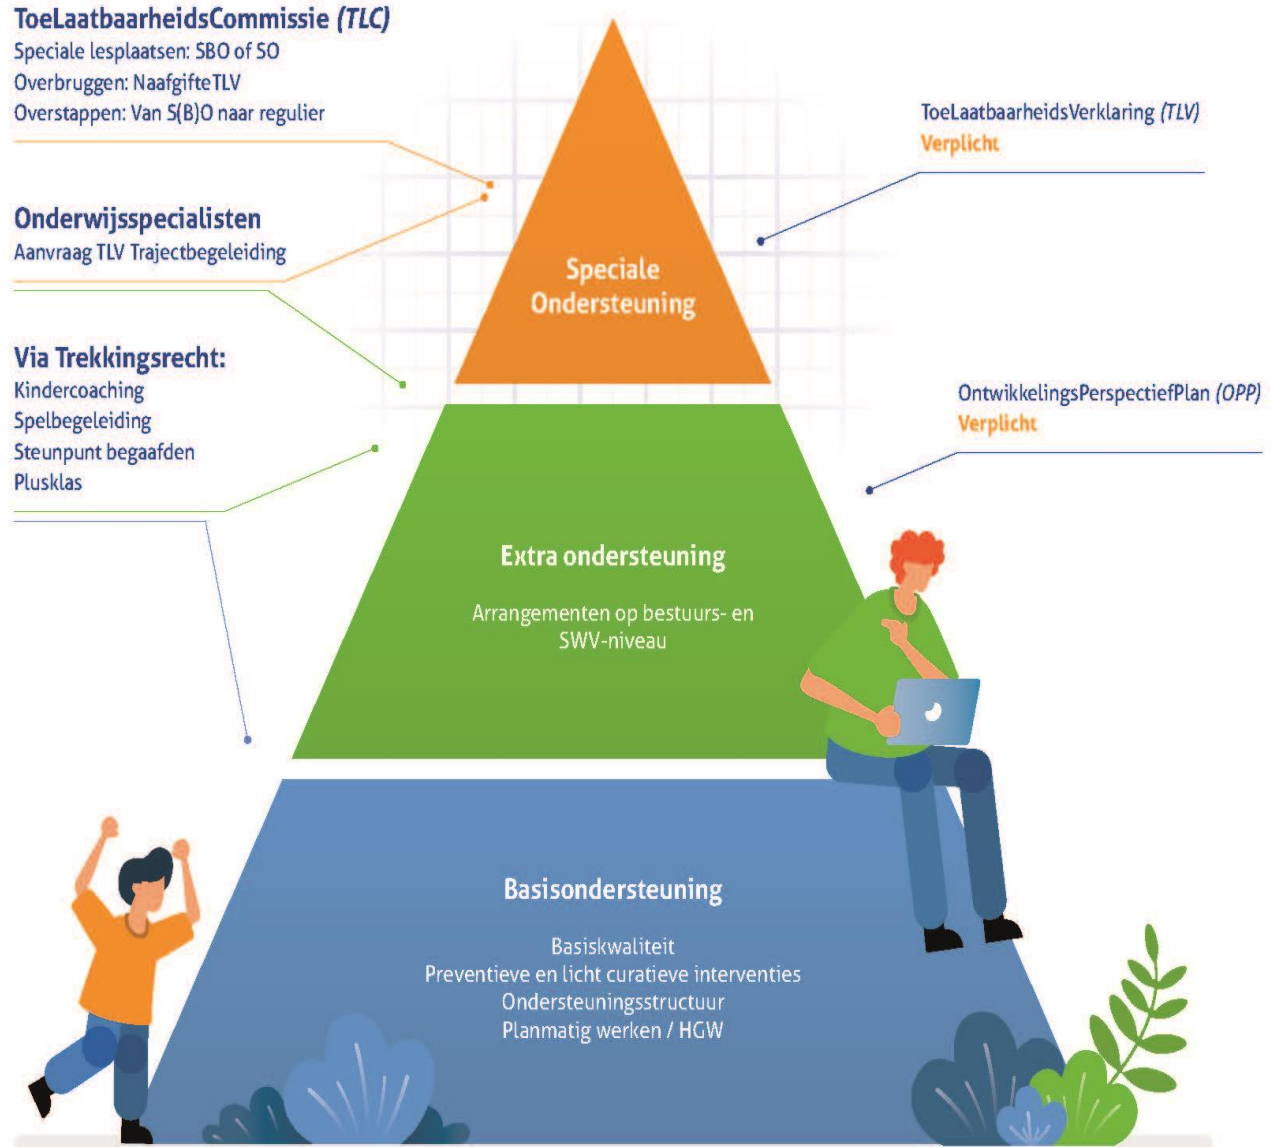 ToeLaatbaarheidsCommissie (TLC)
Speciale lesplaatsen: SBO of SO
Overbruggen: NaafgifteTLV
Overstappen: Van S(B)O naar regulier
Onderwijsspecialisten
Aanvraag TLV Trajectbegeleiding
Via Trekkingsrecht:
Kindercoaching
Spelbegeleiding
Steunpunt begaafden
Plusklas
Speciale
Ondersteuning
Extra ondersteuning
Arrangementen op bestuurs- en
SWV-niveau
Basisondersteuning
Basiskwaliteit
Preventieve en licht curatieve interventies
Ondersteuningsstructuur
Planmatig werken / HGW
ToeLaatbaarheidsVerklaring (TLV)
Verplicht
OntwikkelingsPerspectiefPlan (OPP)
Verplicht